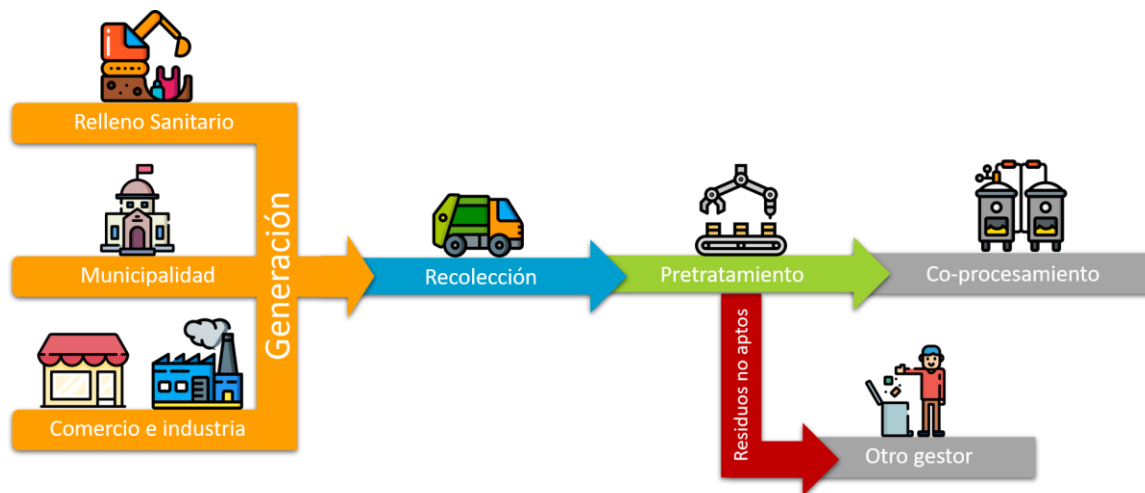 Relleno Sanitario
Municipalidad
Comercio e industria
Generación
Recolección
Pretratamiento
Co-procesamiento
Residuos no aptos
Otro gestor